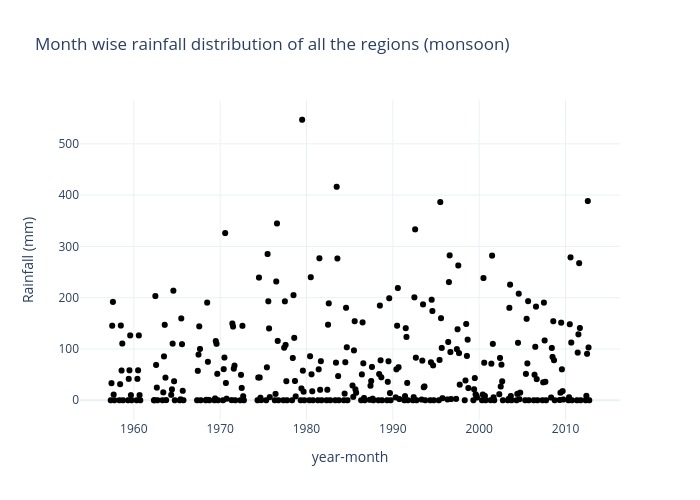 Month wise rainfall distribution of all the regions (monsoon)
500
400
300
200
100
0
Rainfall (mm)
1960 1970 1980 1990 2000 2010
year-month